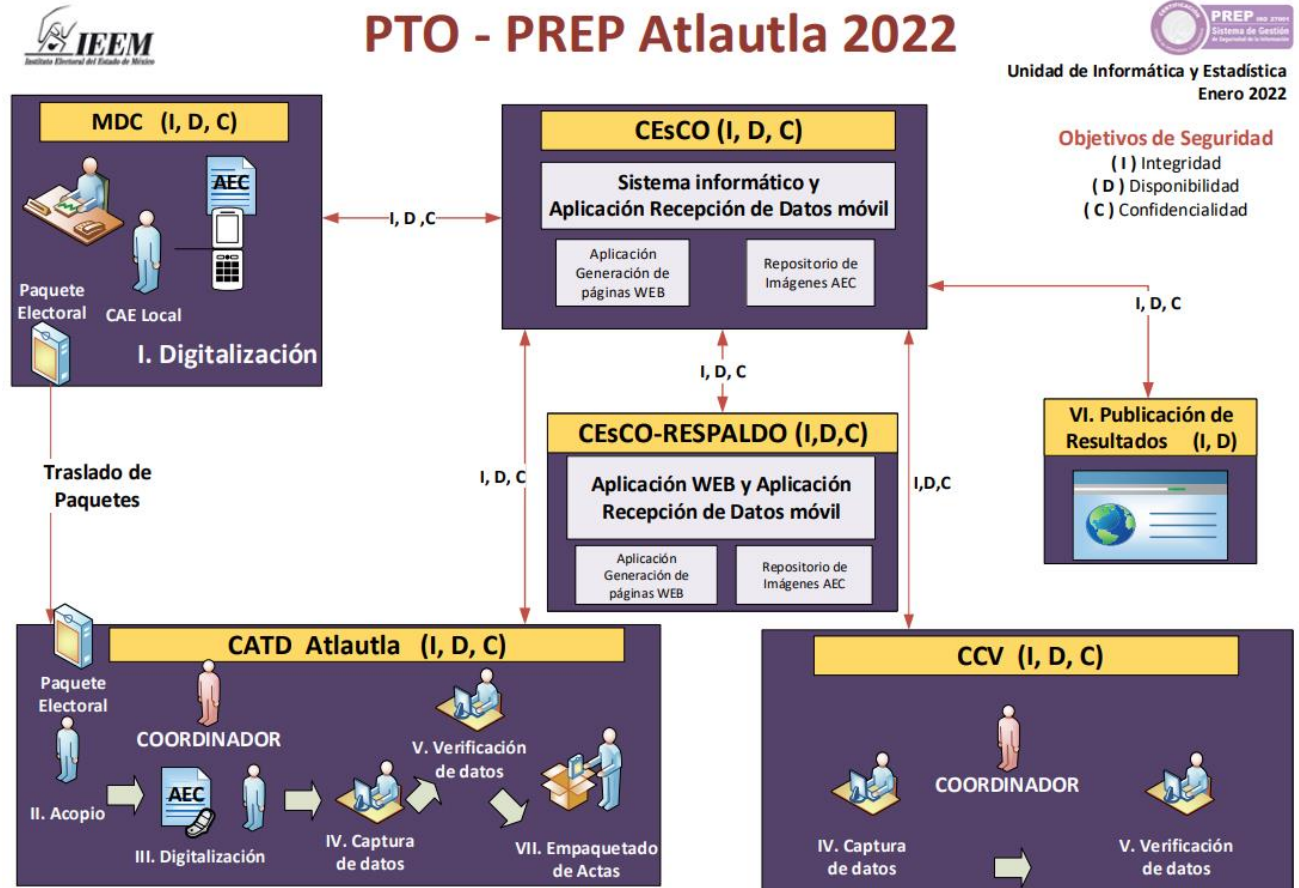 IEEM
Instituto Electoral del Estado de México
PTO - PREP Atlautla 2022
CERTIFICACIÓN
PREP ISO 27001
Sistema de Gestión
de Seguridad de la Información
Unidad de Informática y Estadística
Enero 2022
Objetivos de Seguridad
( I ) Integridad
( D ) Disponibilidad
( C ) Confidencialidad
MDC (I, D, C)
AEC
Paquete
Electoral
CAE Local
I. Digitalización
I, D ,C
CEsCO (I, D, C)
Sistema informático y
Aplicación Recepción de Datos móvil
Aplicación
Generación de
páginas WEB
Repositorio de
Imágenes AEC
I, D, C
I, D, C
CEsCO-RESPALDO (I,D,C)
Aplicación WEB y Aplicación
Recepción de Datos móvil
Aplicación
Generación de
páginas WEB
Repositorio de
Imágenes AEC
VI. Publicación de
Resultados (I, D)
Traslado de
Paquetes
I, D, C
I,D,C
CATD Atlautla (I, D, C)
Paquete
Electoral
COORDINADOR
II. Acopio
AEC
III. Digitalización
IV. Captura
de datos
V. Verificación
de datos
VII. Empaquetado
de Actas
CCV (I, D, C)
COORDINADOR
IV. Captura
de datos
V. Verificación
de datos